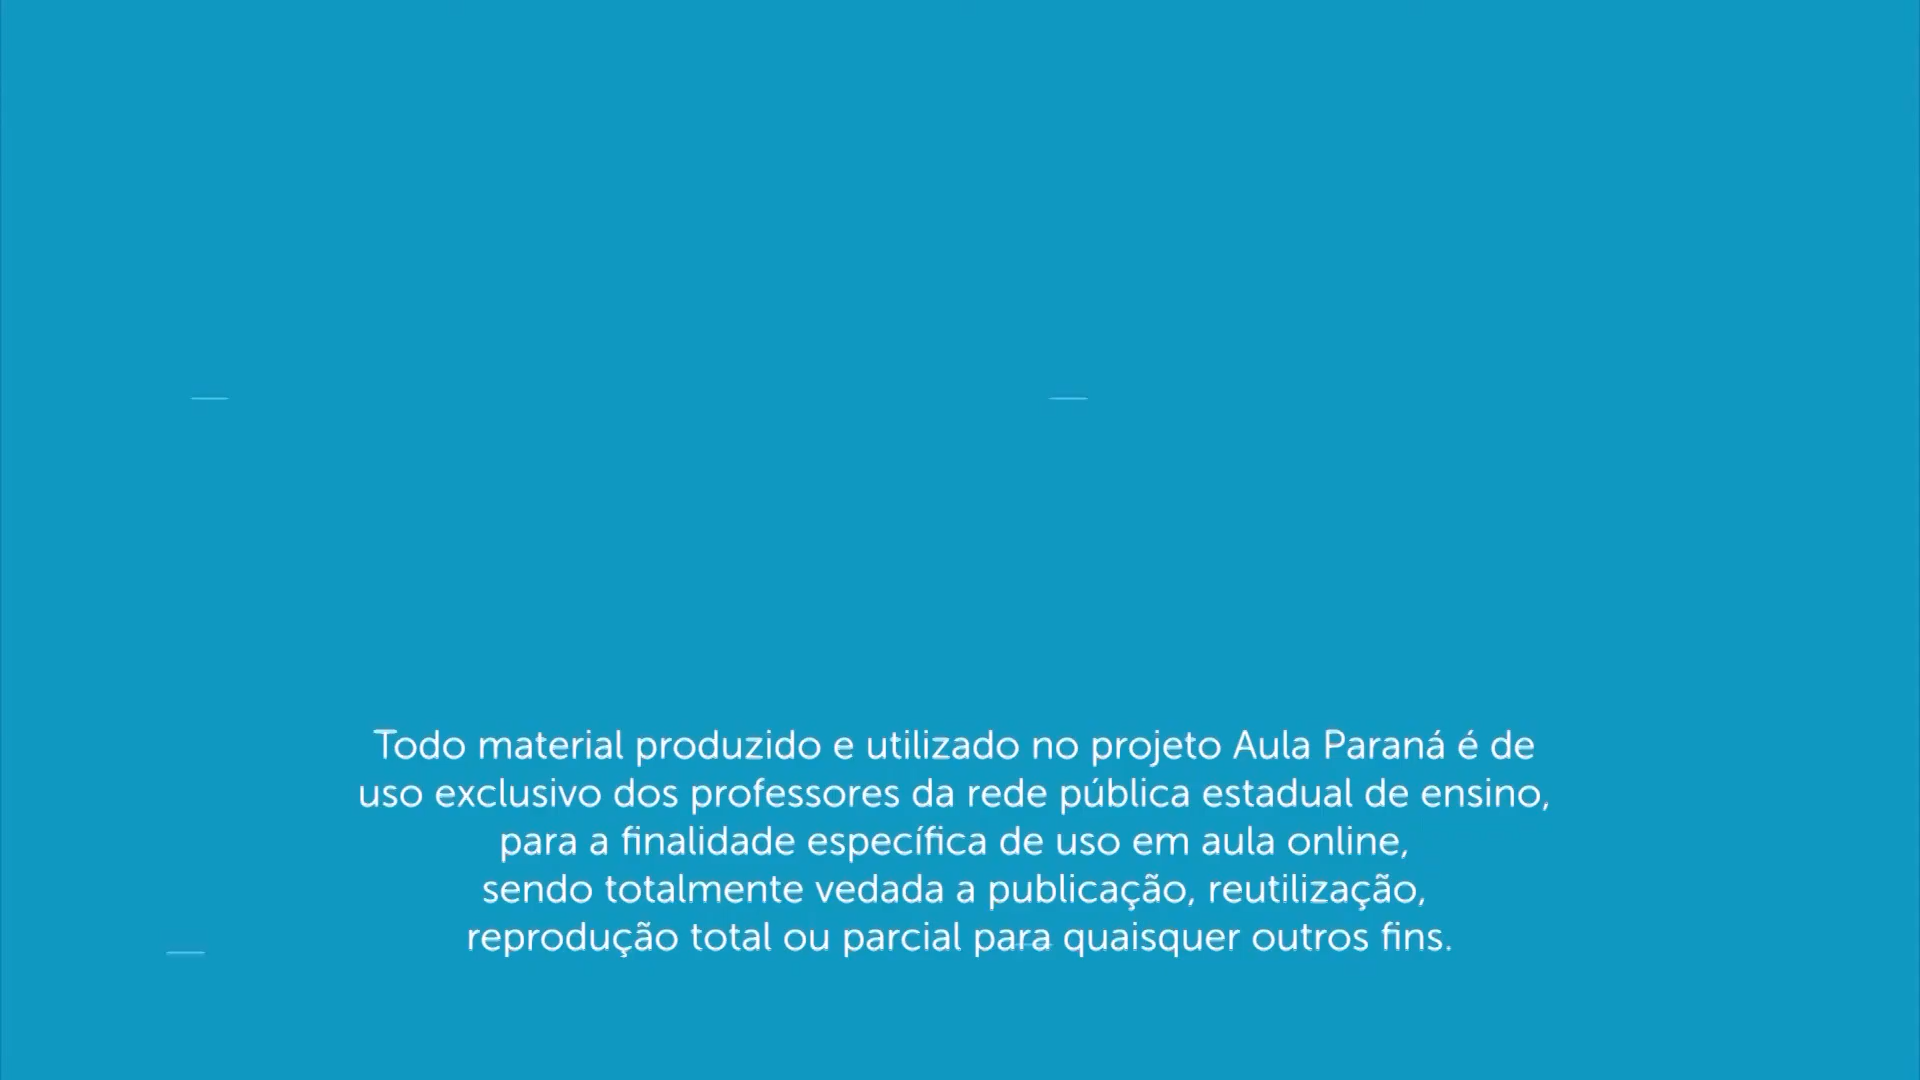 Todo material produzido e utilizado no projeto Aula Paraná é de
uso exclusivo dos professores da rede pública estadual de ensino,
para a finalidade específica de uso em aula online,
sendo totalmente vedada a publicação, reutilização,
reprodução total ou parcial para quaisquer outros fins.